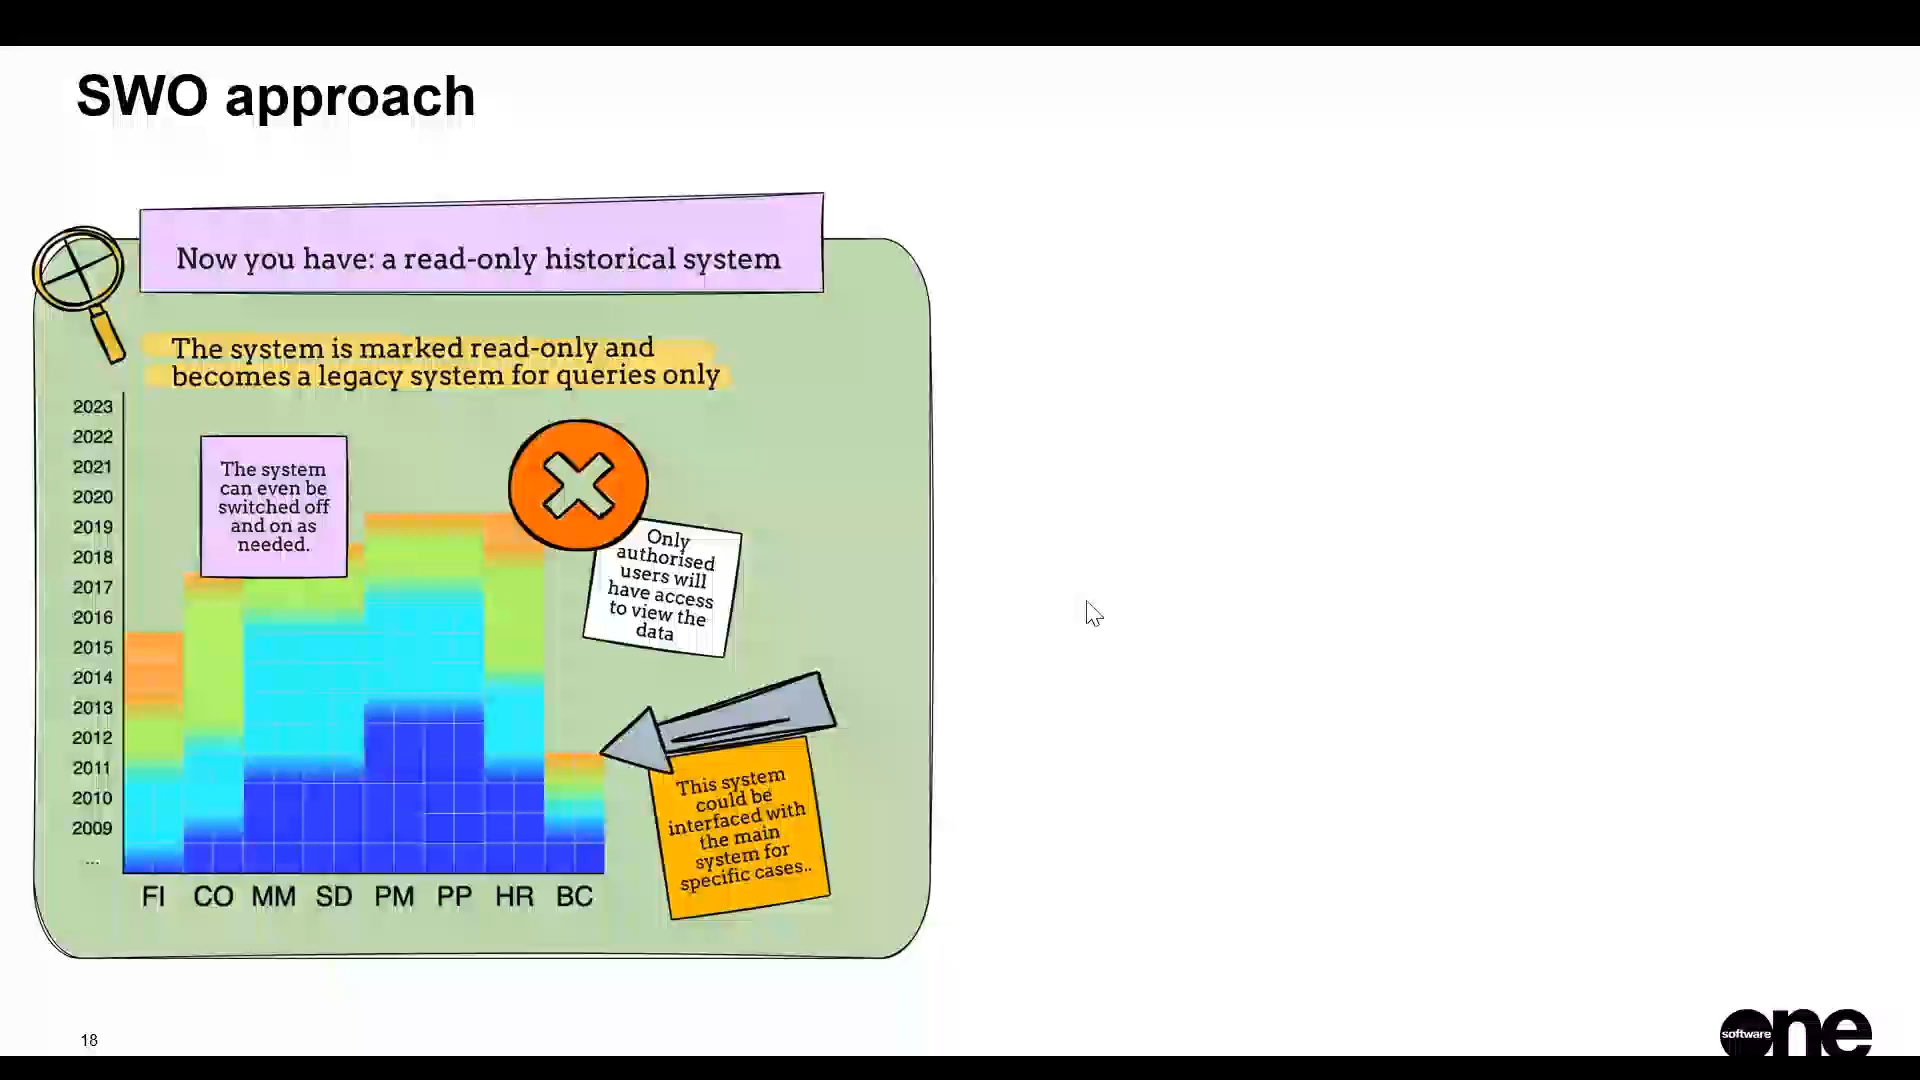 SWO approach
Now you have: a read-only historical system
The system is marked read-only and
becomes a legacy system for queries only
2023
2022
2021
2020
2019
2018
2017
2016
2015
2014
2013
2012
2011
2010
2009
...
The system
can even be
switched off
and on as
needed.
Only
authorised
users will
have access
to view the
data
This system
could be
interfaced with
the main
system for
specific cases..
FI CO MM SD PM PP HR BC
18
software one